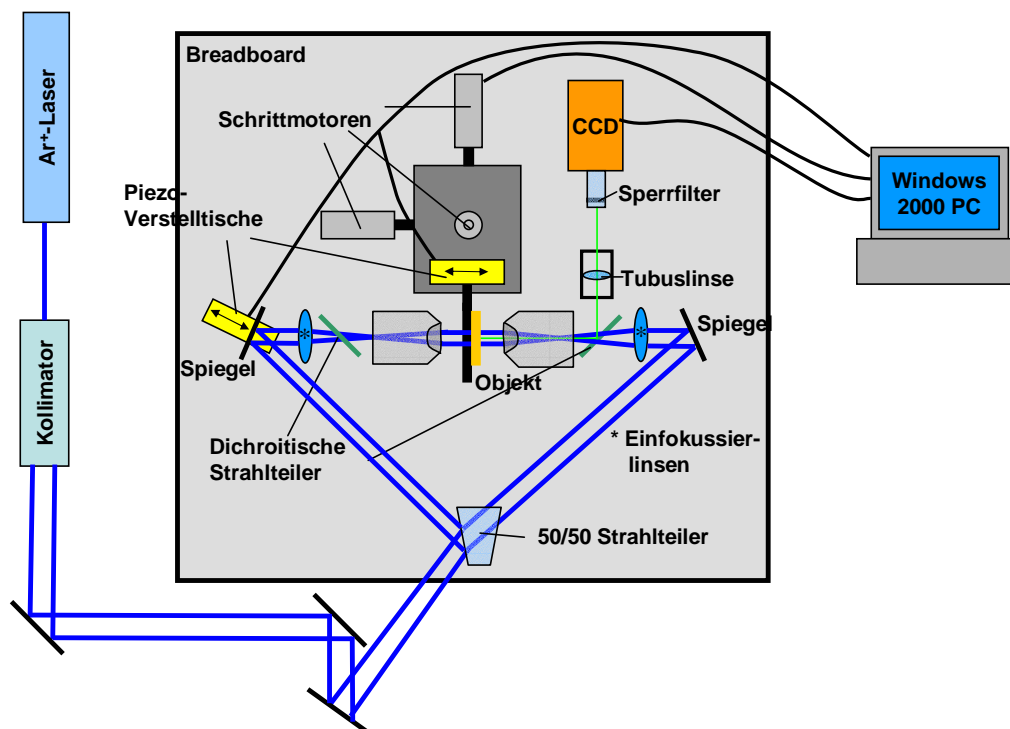 Ar⁺-Laser
Kollimator
Breadboard
Schrittmotoren
CCD
Sperrfilter
Windows
2000 PC
Piezo-
Verstelltische
Tubuslinse
Spiegel
*
*
Spiegel
Objekt
Dichroitische
Strahlteiler
* Einfokussier-
linsen
50/50 Strahlteiler